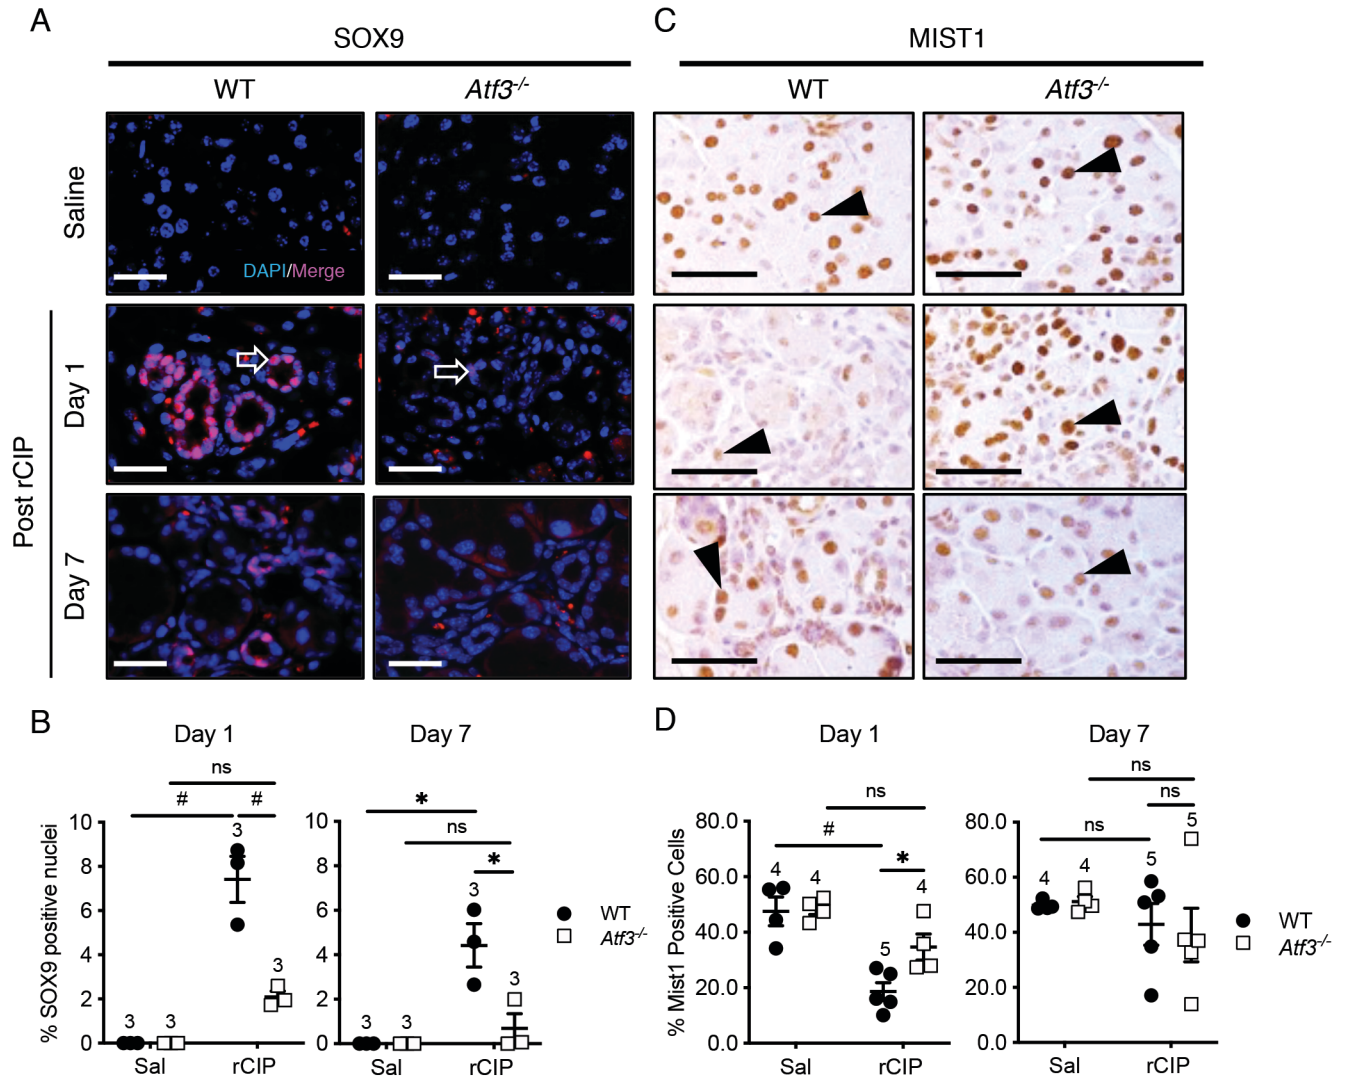 A
SOX9
WT
Atf3-/-
Saline
DAPI/Merge
Post rCIP
Day 1
Day 7
C
MIST1
WT
Atf3-/-
B
Day 1
Day 7
ns
#
#
*
ns
*
% SOX9 positive nuclei
10
8
6
4
2
0
3
3
3
3
Sal
rCIP
10
8
6
4
2
0
3
3
3
3
Sal
rCIP
WT
Atf3-/-
D
Day 1
Day 7
ns
#
*
ns
ns
ns
% Mist1 Positive Cells
80.0
60.0
40.0
20.0
0.0
4
4
5
4
Sal
rCIP
80.0
60.0
40.0
20.0
0.0
4
4
5
5
Sal
rCIP
WT
Atf3-/-